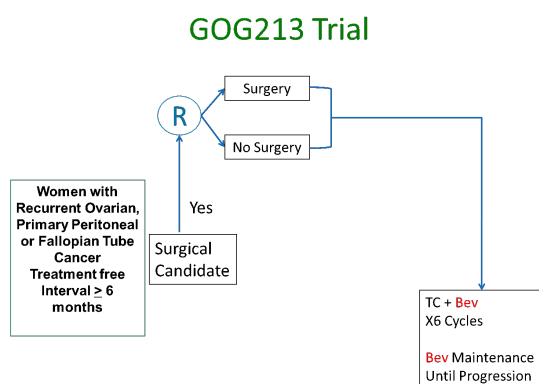 GOG213 Trial
Surgery
R
No Surgery
Women with
Recurrent Ovarian,
Primary Peritoneal
or Fallopian Tube
Cancer
Treatment free
Interval ≥ 6
months
Yes
Surgical
Candidate
TC + Bev
X6 Cycles
Bev Maintenance
Until Progression